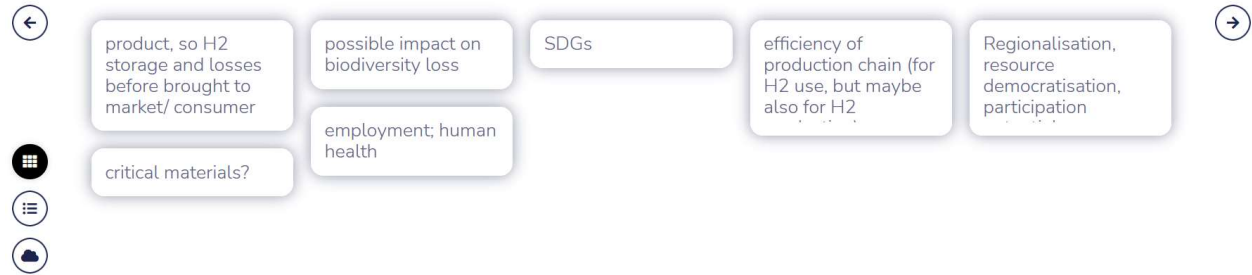 product, so H2
storage and losses
before brought to
market/ consumer
critical materials?
possible impact on
biodiversity loss
employment; human
health
SDGs
efficiency of
production chain (for
H2 use, but maybe
also for H2
Regionalisation,
resource
democratisation,
participation